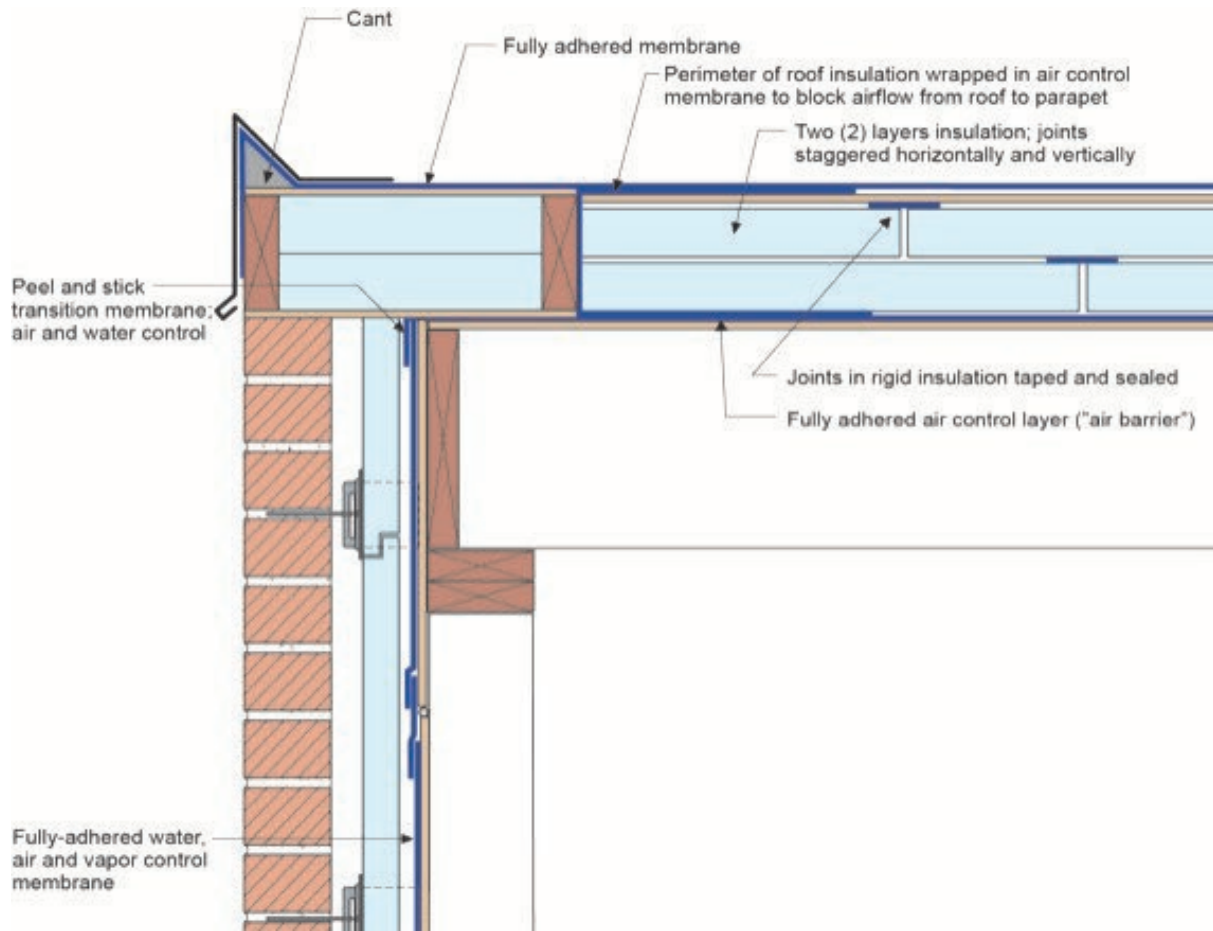 Cant
Fully adhered membrane
Perimeter of roof insulation wrapped in air control
membrane to block airflow from roof to parapet
Two (2) layers insulation; joints
staggered horizontally and vertically
Peel and stick
transition membrane;
air and water control
Joints in rigid insulation taped and sealed
Fully adhered air control layer ("air barrier")
Fully-adhered water,
air and vapor control
membrane